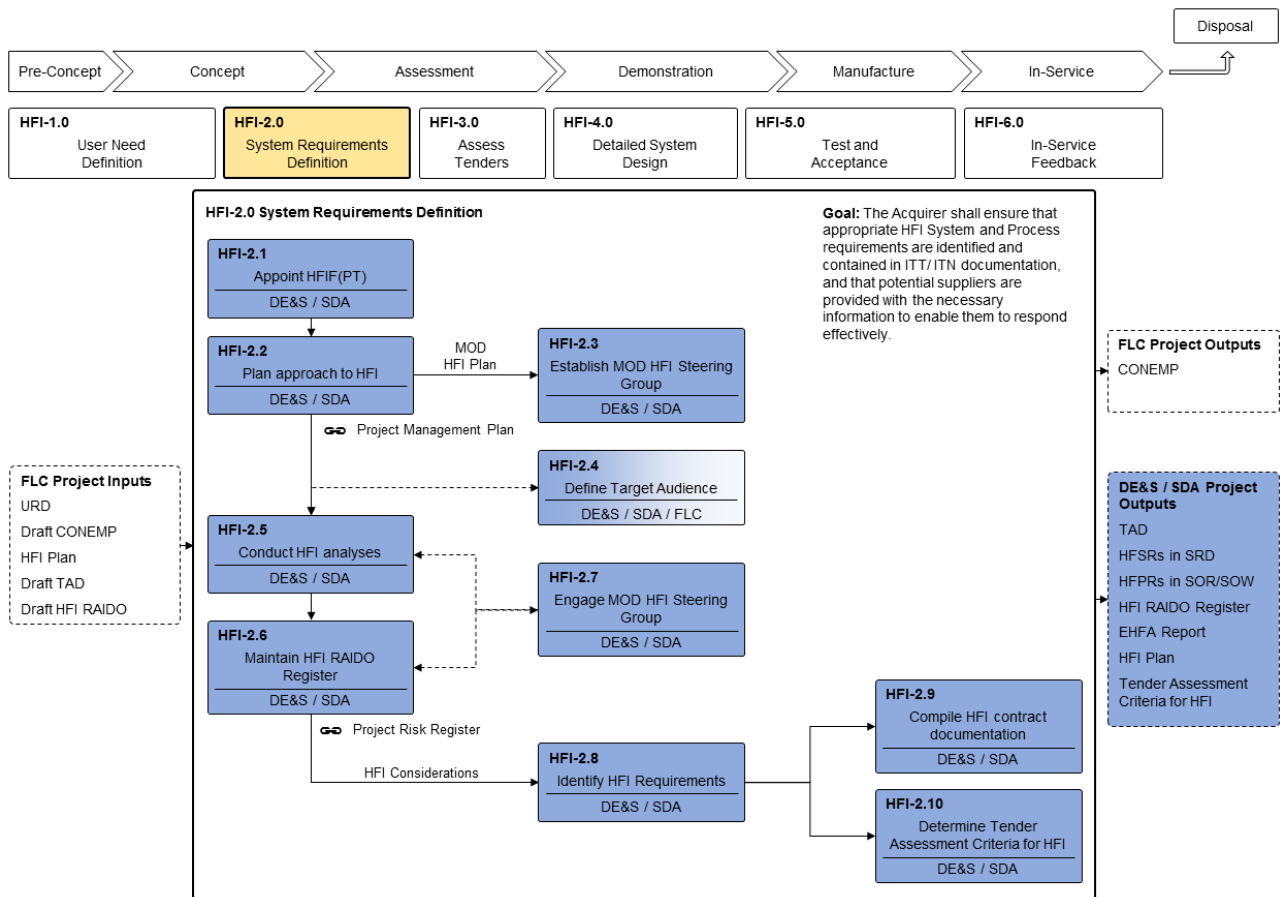 Disposal
Pre-Concept
Concept
Assessment
Demonstration
Manufacture
In-Service
HFI-1.0
User Need
Definition
HFI-2.0
System Requirements
Definition
HFI-3.0
Assess
Tenders
HFI-4.0
Detailed System
Design
HFI-5.0
Test and
Acceptance
HFI-6.0
In-Service
Feedback
HFI-2.0 System Requirements Definition
Goal: The Acquirer shall ensure that
appropriate HFI System and Process
requirements are identified and
contained in ITT/ ITN documentation,
and that potential suppliers are
provided with the necessary
information to enable them to respond
effectively.
HFI-2.1
Appoint HFIF(PT)
DE&S / SDA
HFI-2.2
Plan approach to HFI
DE&S / SDA
MOD
HFI Plan
HFI-2.3
Establish MOD HFI Steering
Group
DE&S / SDA
Project Management Plan
HFI-2.4
Define Target Audience
DE&S / SDA / FLC
HFI-2.5
Conduct HFI analyses
DE&S / SDA
HFI-2.6
Maintain HFI RAIDO
Register
DE&S / SDA
HFI-2.7
Engage MOD HFI Steering
Group
DE&S / SDA
Project Risk Register
HFI Considerations
HFI-2.8
Identify HFI Requirements
DE&S / SDA
HFI-2.9
Compile HFI contract
documentation
DE&S / SDA
HFI-2.10
Determine Tender
Assessment Criteria for HFI
DE&S / SDA
FLC Project Inputs
URD
Draft CONEMP
HFI Plan
Draft TAD
Draft HFI RAIDO
FLC Project Outputs
CONEMP
DE&S / SDA Project
Outputs
TAD
HFSRs in SRD
HFPRs in SOR/SOW
HFI RAIDO Register
EHFA Report
HFI Plan
Tender Assessment
Criteria for HFI